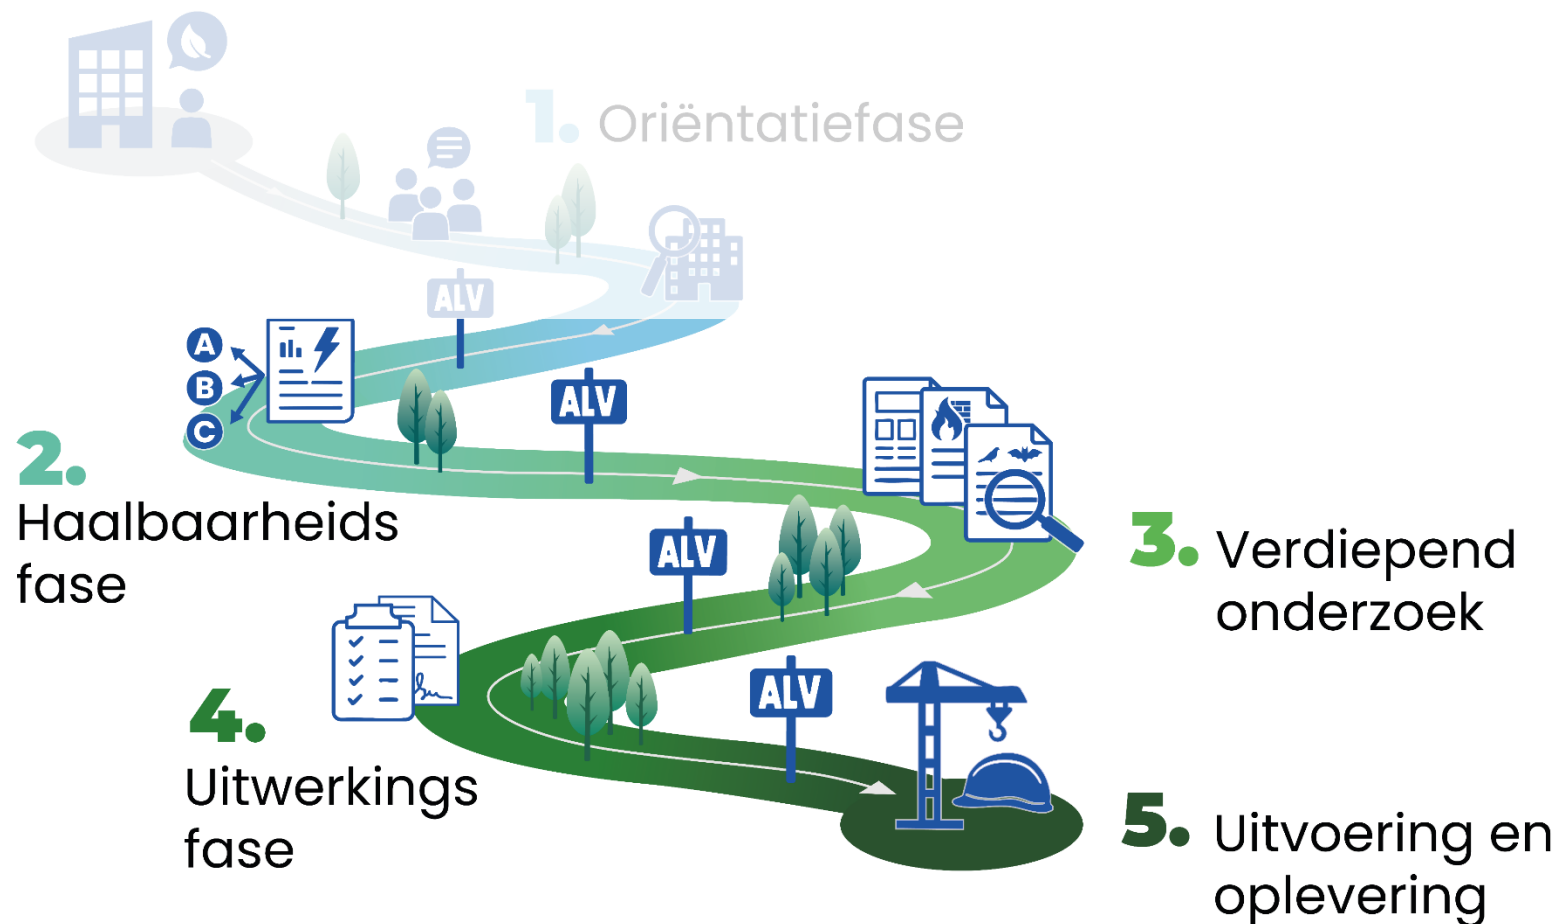 1. Oriëntatiefase
ALV
A
B
C
ALV
2.
Haalbaarheids
fase
ALV
3. Verdiepend
onderzoek
4.
Uitwerkings
fase
ALV
5. Uitvoering en
oplevering